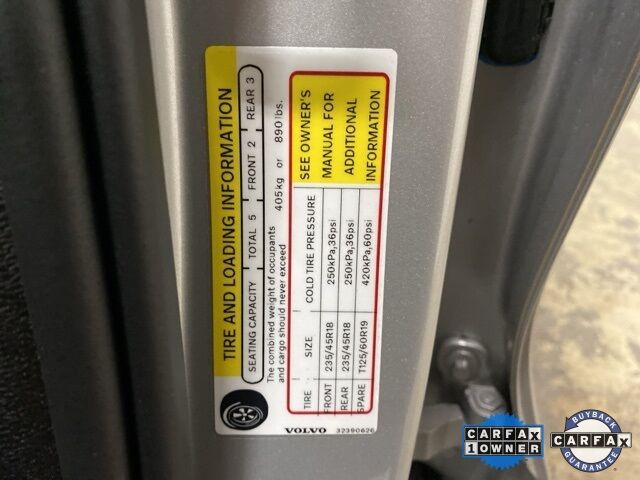 TIRE AND LOADING INFORMATION
SEATING CAPACITY TOTAL 5 FRONT 2 REAR 3
The combined weight of occupants
and cargo should never exceed 405kg or 890 lbs.
TIRE SIZE COLD TIRE PRESSURE
FRONT 235/45R18 250kPa,36psi
REAR 235/45R18 250kPa,36psi
SPARE T125/60R19 420kPa,60psi
SEE OWNER'S
MANUAL FOR
ADDITIONAL
INFORMATION
VOLVO 32390626
CARFAX
1 OWNER
BUYBACK
CARFAX
GUARANTEE